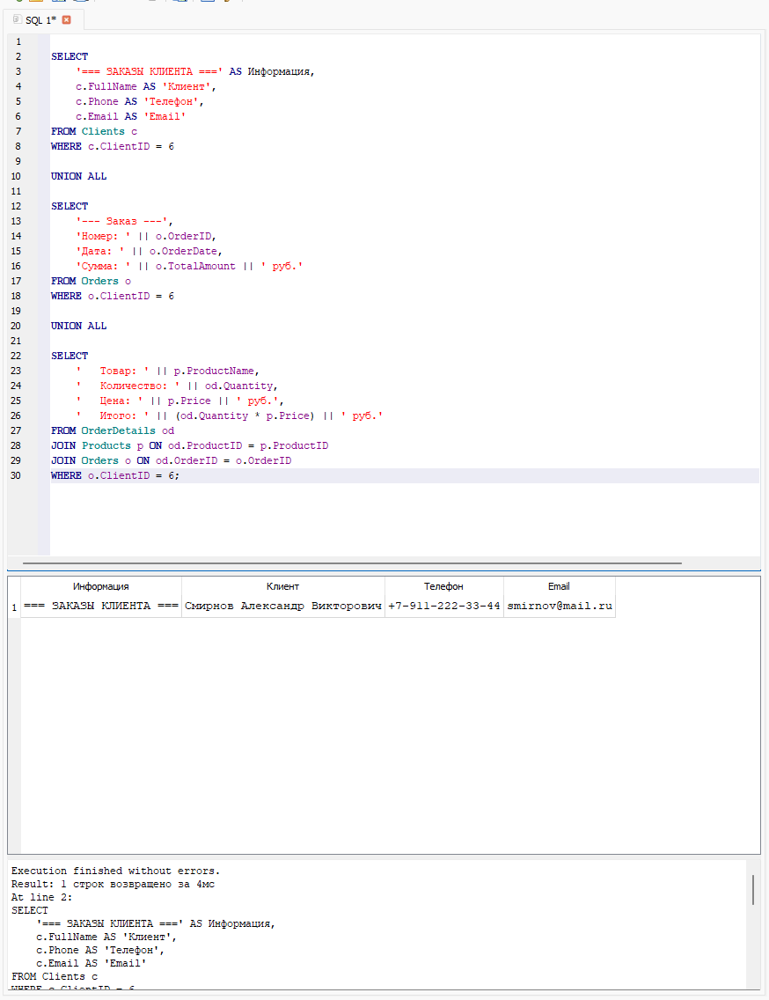 SQL 1*
1
2 SELECT
3 '=== ЗАКАЗЫ КЛИЕНТА ===' AS Информация,
4 c.FullName AS 'Клиент',
5 c.Phone AS 'Телефон',
6 c.Email AS 'Email'
7 FROM Clients c
8 WHERE c.ClientID = 6
9
10 UNION ALL
11
12 SELECT
13 '--- Заказ ---',
14 'Номер: ' || o.OrderID,
15 'Дата: ' || o.OrderDate,
16 'Сумма: ' || o.TotalAmount || ' руб.'
17 FROM Orders o
18 WHERE o.ClientID = 6
19
20 UNION ALL
21
22 SELECT
23 '   Товар: ' || p.ProductName,
24 '   Количество: ' || od.Quantity,
25 '   Цена: ' || p.Price || ' руб.',
26 '   Итого: ' || (od.Quantity * p.Price) || ' руб.'
27 FROM OrderDetails od
28 JOIN Products p ON od.ProductID = p.ProductID
29 JOIN Orders o ON od.OrderID = o.OrderID
30 WHERE o.ClientID = 6;
Информация Клиент Телефон Email
1 === ЗАКАЗЫ КЛИЕНТА === Смирнов Александр Викторович +7-911-222-33-44 smirnov@mail.ru
Execution finished without errors.
Result: 1 строк возвращено за 4мс
At line 2:
SELECT
'=== ЗАКАЗЫ КЛИЕНТА ===' AS Информация,
c.FullName AS 'Клиент',
c.Phone AS 'Телефон',
c.Email AS 'Email'
FROM Clients c
WHERE c.ClientID = 6